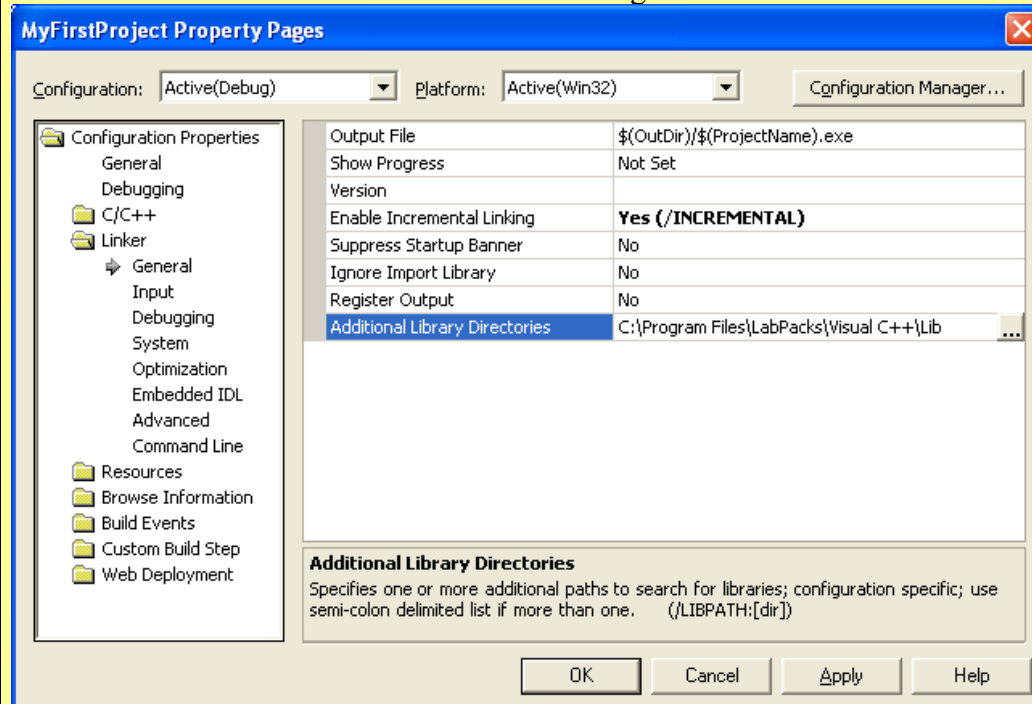 MyFirstProject Property Pages
Configuration: Active(Debug) Platform: Active(Win32) Configuration Manager...
Configuration Properties
General
Debugging
C/C++
Linker
General
Input
Debugging
System
Optimization
Embedded IDL
Advanced
Command Line
Resources
Browse Information
Build Events
Custom Build Step
Web Deployment
Output File $(OutDir)/$(ProjectName).exe
Show Progress Not Set
Version
Enable Incremental Linking Yes (/INCREMENTAL)
Suppress Startup Banner No
Ignore Import Library No
Register Output No
Additional Library Directories C:\Program Files\LabPacks\Visual C++\Lib ...
Additional Library Directories
Specifies one or more additional paths to search for libraries; configuration specific; use
semi-colon delimited list if more than one. (/LIBPATH:[dir])
OK Cancel Apply Help